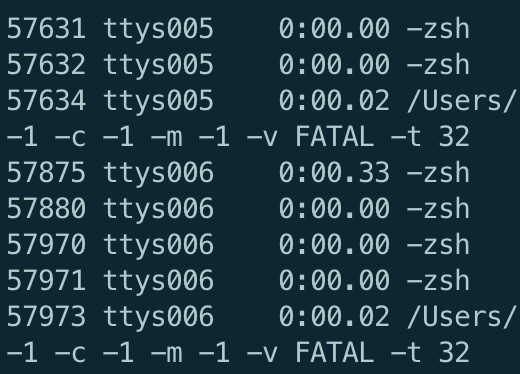 57631 ttys005    0:00.00 -zsh
57632 ttys005    0:00.00 -zsh
57634 ttys005    0:00.02 /Users/
-1 -c -1 -m -1 -v FATAL -t 32
57875 ttys006    0:00.33 -zsh
57880 ttys006    0:00.00 -zsh
57970 ttys006    0:00.00 -zsh
57971 ttys006    0:00.00 -zsh
57973 ttys006    0:00.02 /Users/
-1 -c -1 -m -1 -v FATAL -t 32